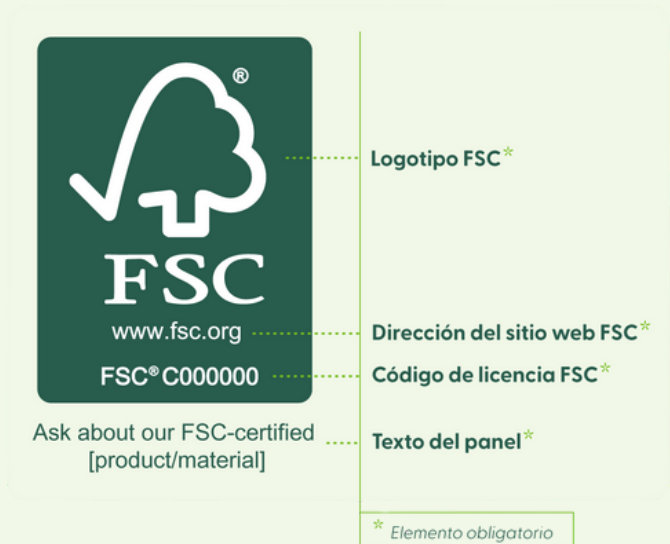 ®
FSC
www.fsc.org
FSC® C000000
Ask about our FSC-certified
[product/material]
Logotipo FSC*
Dirección del sitio web FSC*
Código de licencia FSC*
Texto del panel*
* Elemento obligatorio